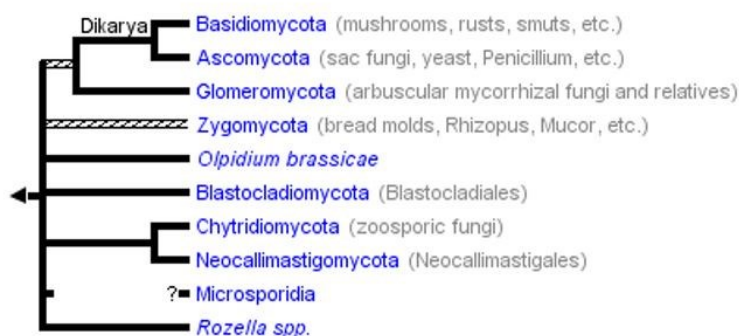 Dikarya
Basidiomycota (mushrooms, rusts, smuts, etc.)
Ascomycota (sac fungi, yeast, Penicillium, etc.)
Glomeromycota (arbuscular mycorrhizal fungi and relatives)
Zygomycota (bread molds, Rhizopus, Mucor, etc.)
Olpidium brassicae
Blastocladiomycota (Blastocladiales)
Chytridiomycota (zoosporic fungi)
Neocallimastigomycota (Neocallimastigales)
? Microsporidia
Rozella spp.